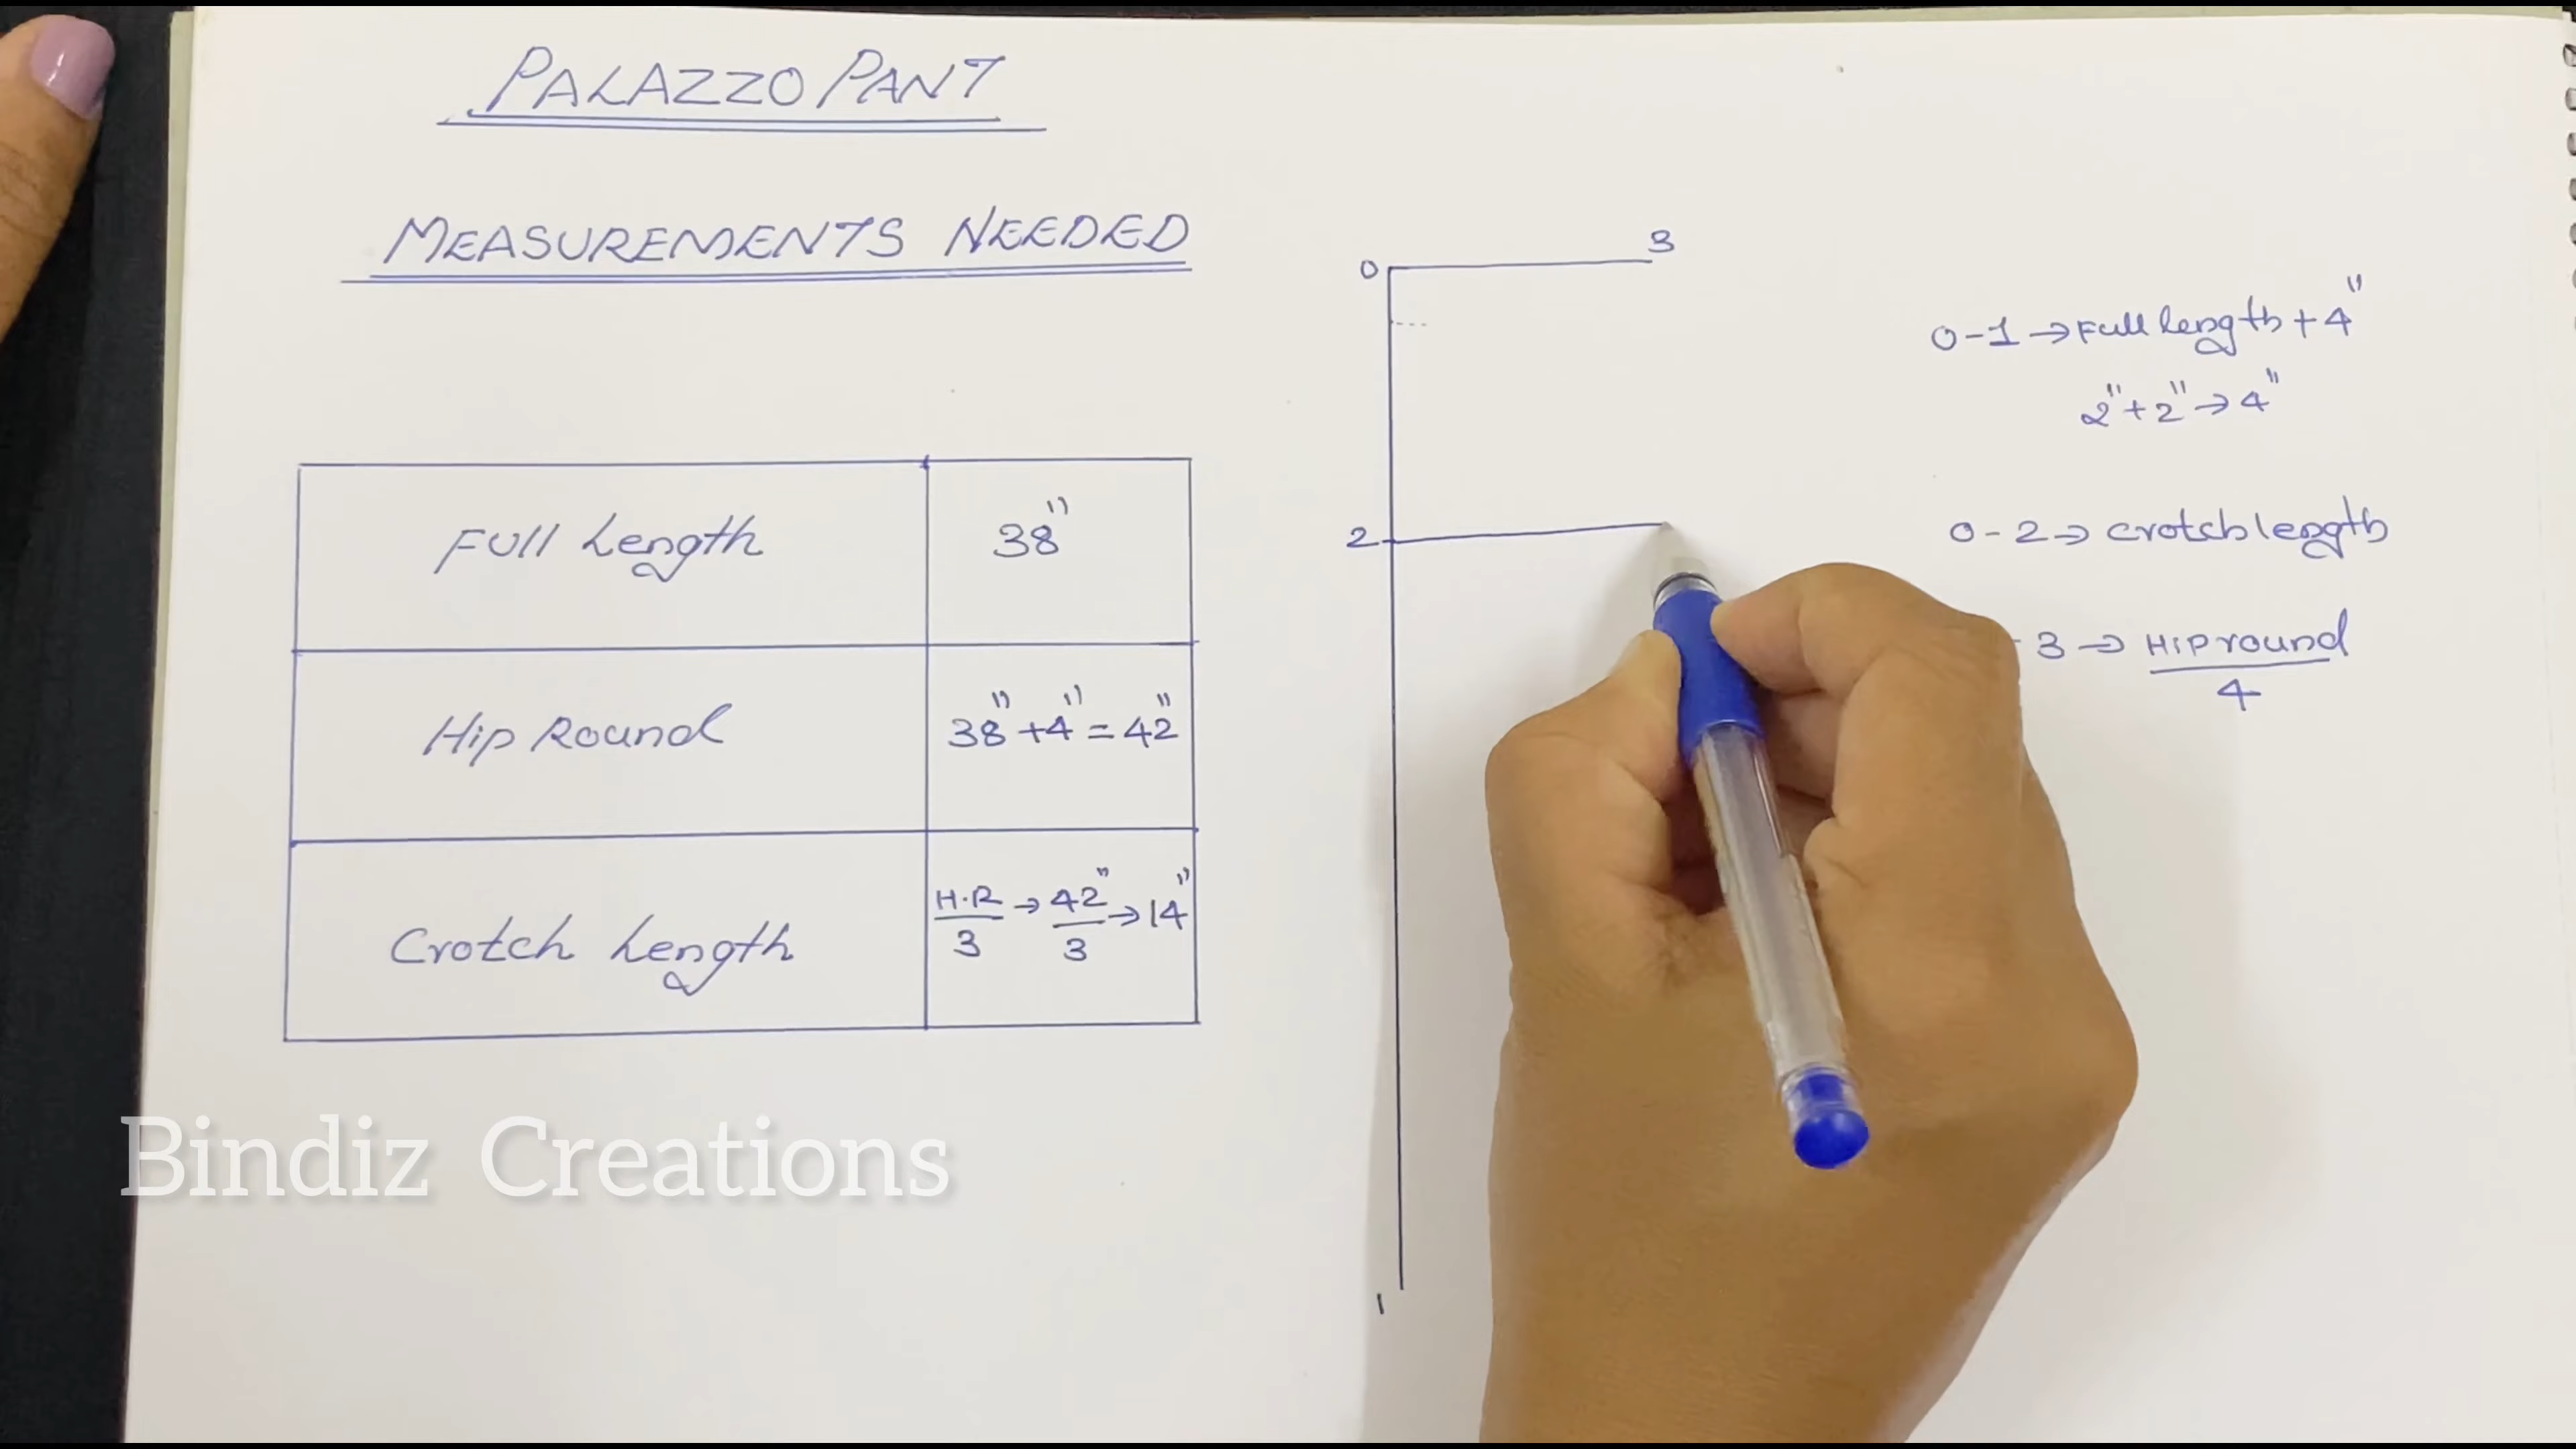 PALAZZO PANT
MEASUREMENTS NEEDED
Full Length 38"
Hip Round 38"+4"=42"
Crotch Length H.R/3→42"/3→14"
0 3
2
1
0-1→Full length+4"
2"+2"→4"
0-2→crotch length
-3→Hip round/4
Bindiz Creations